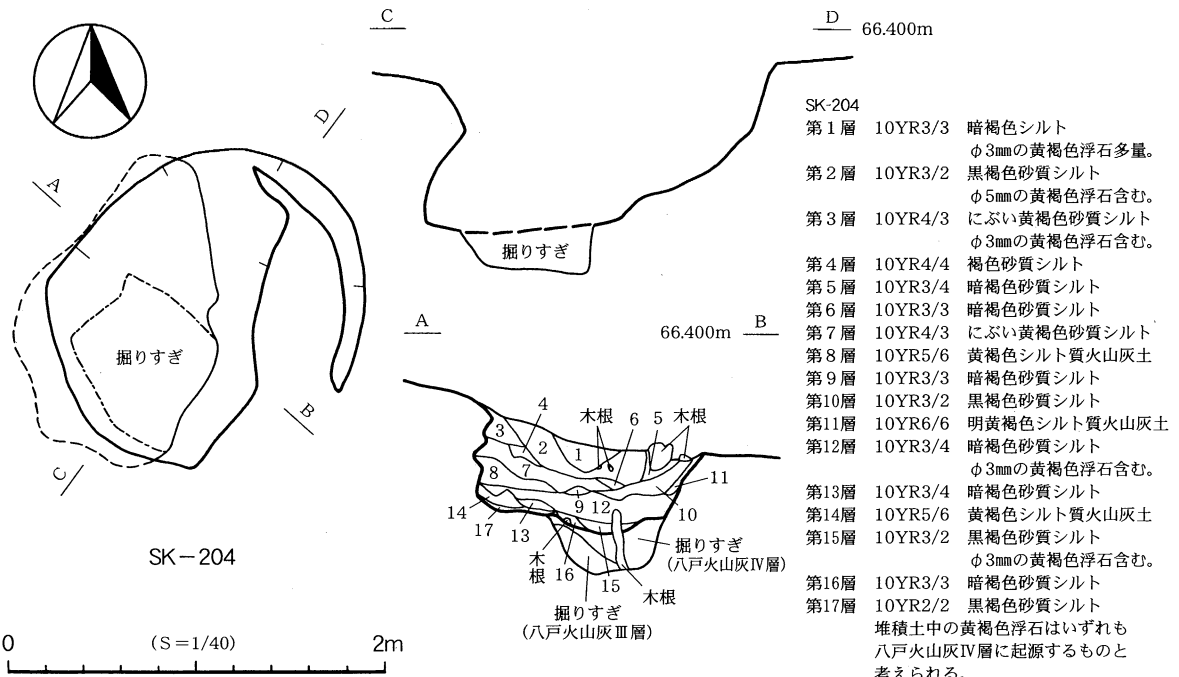 C
D 66.400m
D
A
掘りすぎ
B
C
SK-204
掘りすぎ
A
66.400m B
4
木根
6
5
木根
3
2
1
7
8
11
9
12
14
10
17
13
木根
16
15
掘りすぎ
(八戸火山灰Ⅳ層)
木根
掘りすぎ
(八戸火山灰Ⅲ層)
0 (S=1/40) 2m
SK-204
第1層 10YR3/3 暗褐色シルト
φ3㎜の黄褐色浮石多量。
第2層 10YR3/2 黒褐色砂質シルト
φ5㎜の黄褐色浮石含む。
第3層 10YR4/3 にぶい黄褐色砂質シルト
φ3㎜の黄褐色浮石含む。
第4層 10YR4/4 褐色砂質シルト
第5層 10YR3/4 暗褐色砂質シルト
第6層 10YR3/3 暗褐色砂質シルト
第7層 10YR4/3 にぶい黄褐色砂質シルト
第8層 10YR5/6 黄褐色シルト質火山灰土
第9層 10YR3/3 暗褐色砂質シルト
第10層 10YR3/2 黒褐色砂質シルト
第11層 10YR6/6 明黄褐色シルト質火山灰土
第12層 10YR3/4 暗褐色砂質シルト
φ3㎜の黄褐色浮石含む。
第13層 10YR3/4 暗褐色砂質シルト
第14層 10YR5/6 黄褐色シルト質火山灰土
第15層 10YR3/2 黒褐色砂質シルト
φ3㎜の黄褐色浮石含む。
第16層 10YR3/3 暗褐色砂質シルト
第17層 10YR2/2 黒褐色砂質シルト
堆積土中の黄褐色浮石はいずれも
八戸火山灰Ⅳ層に起源するものと
考えられる。